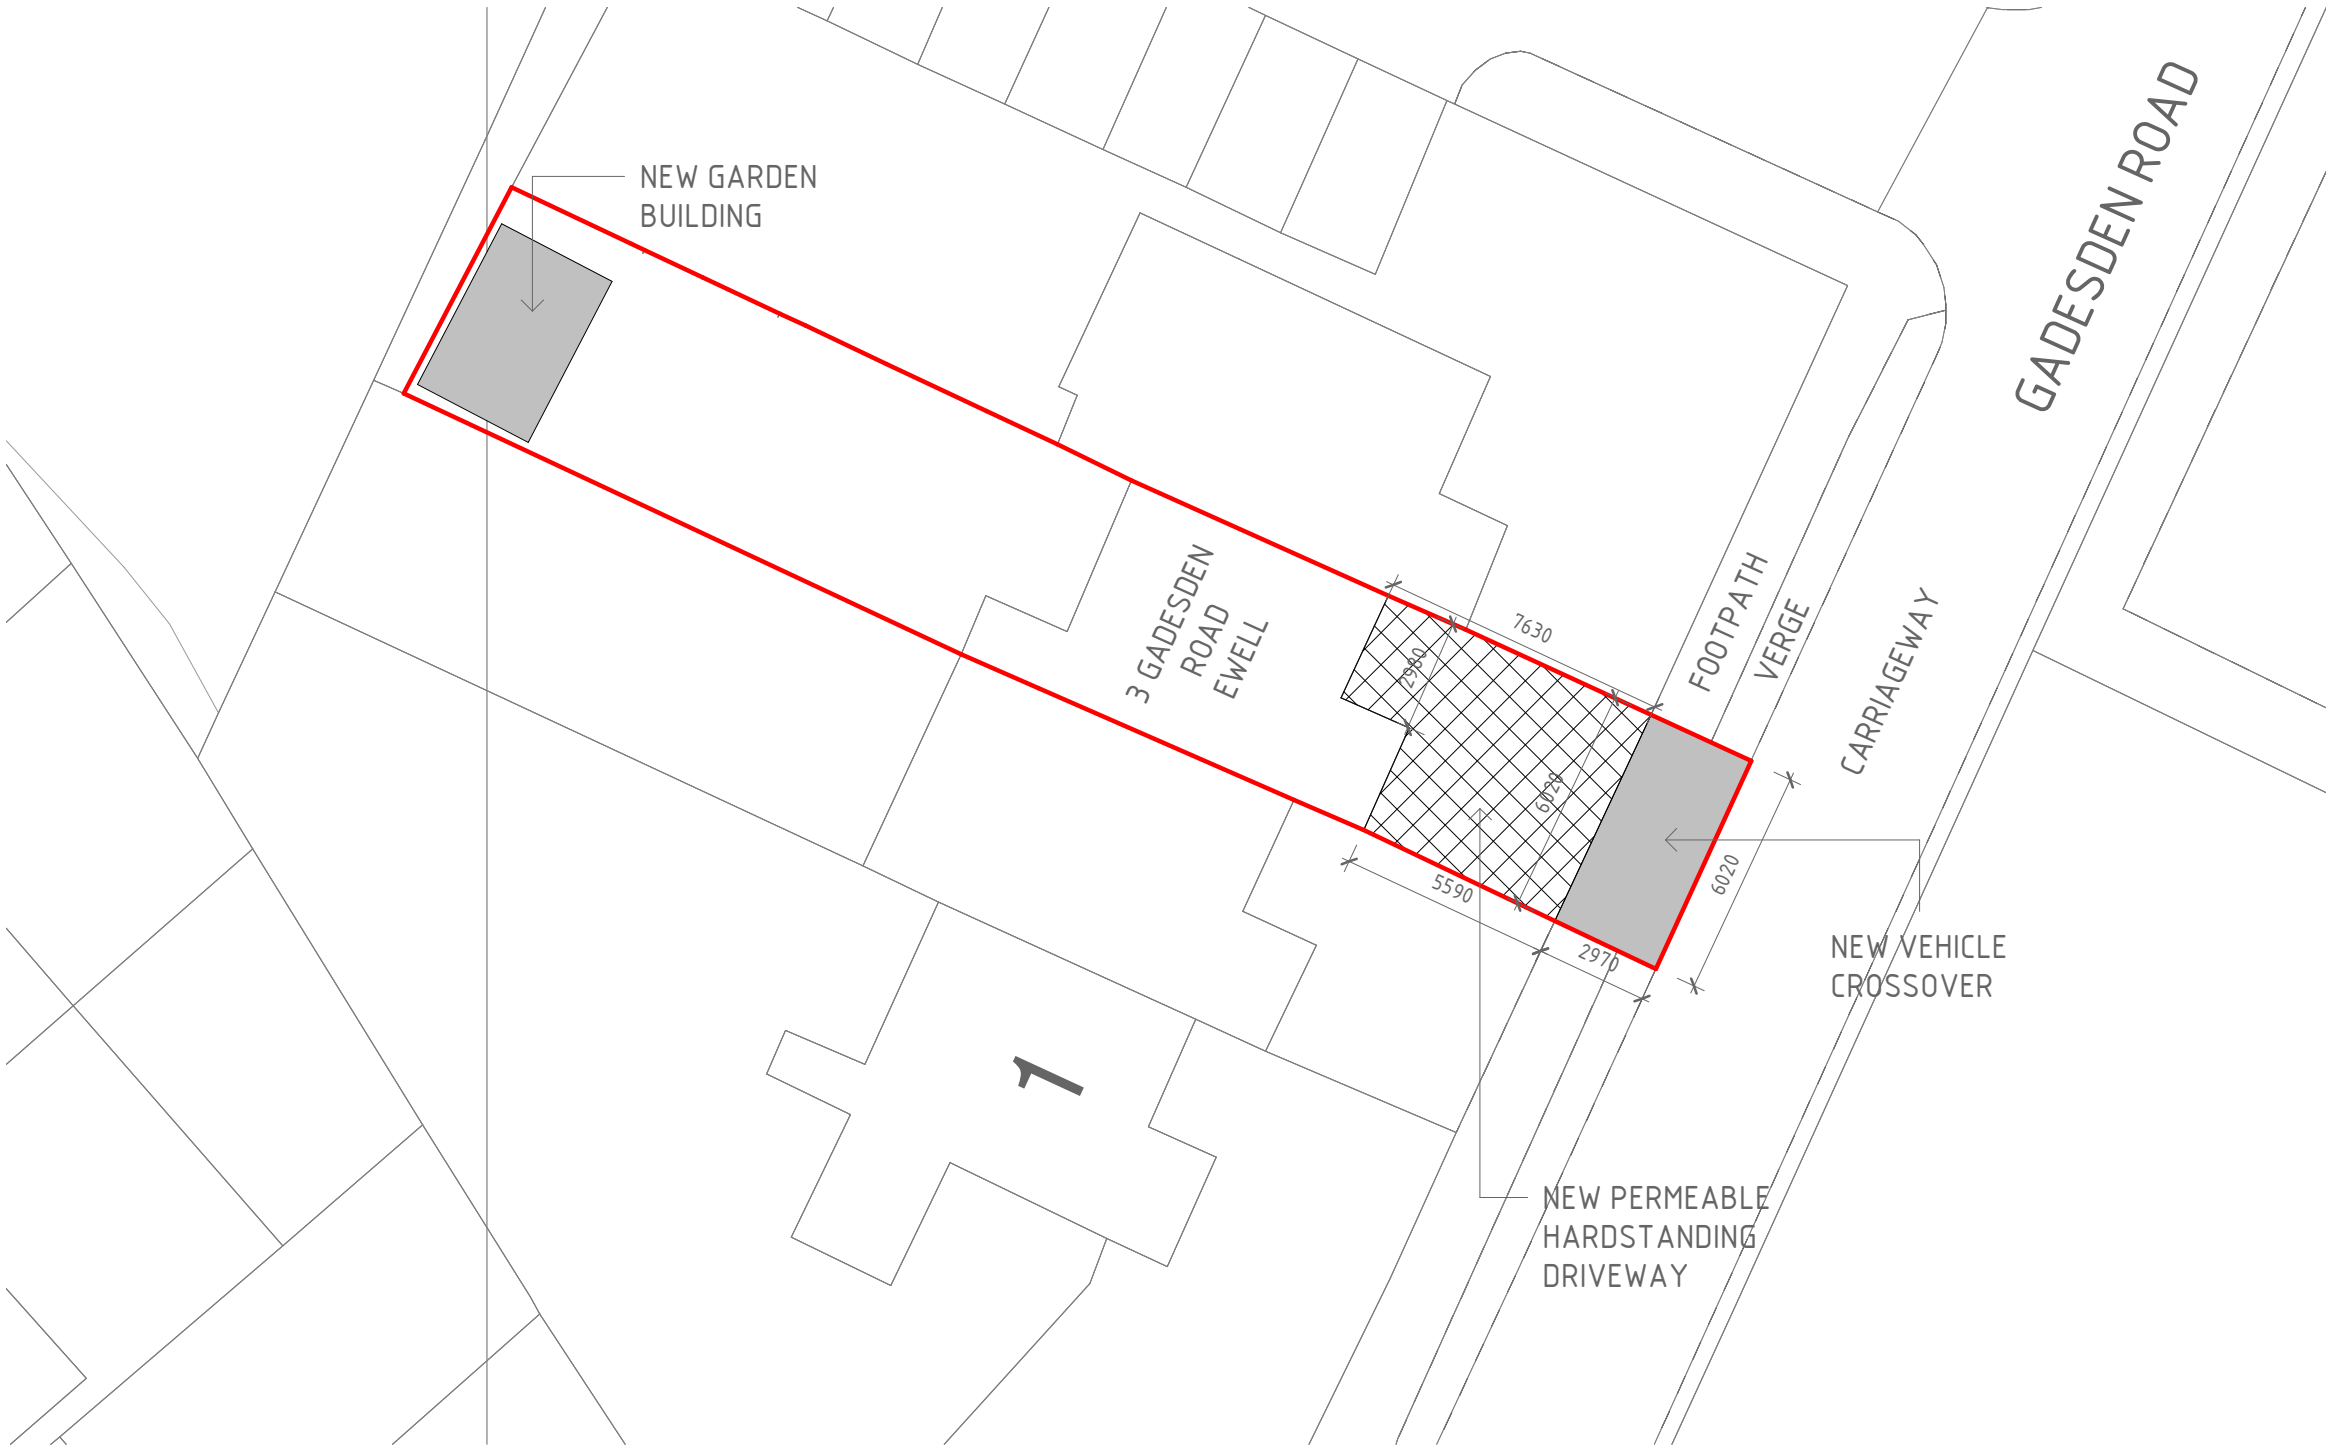 GADESDEN ROAD
NEW GARDEN
BUILDING
3 GADESDEN
ROAD
EWELL
7630
2980
FOOTPATH
VERGE
CARRIAGEWAY
6020
6020
5590
2970
NEW VEHICLE
CROSSOVER
1
NEW PERMEABLE
HARDSTANDING
DRIVEWAY